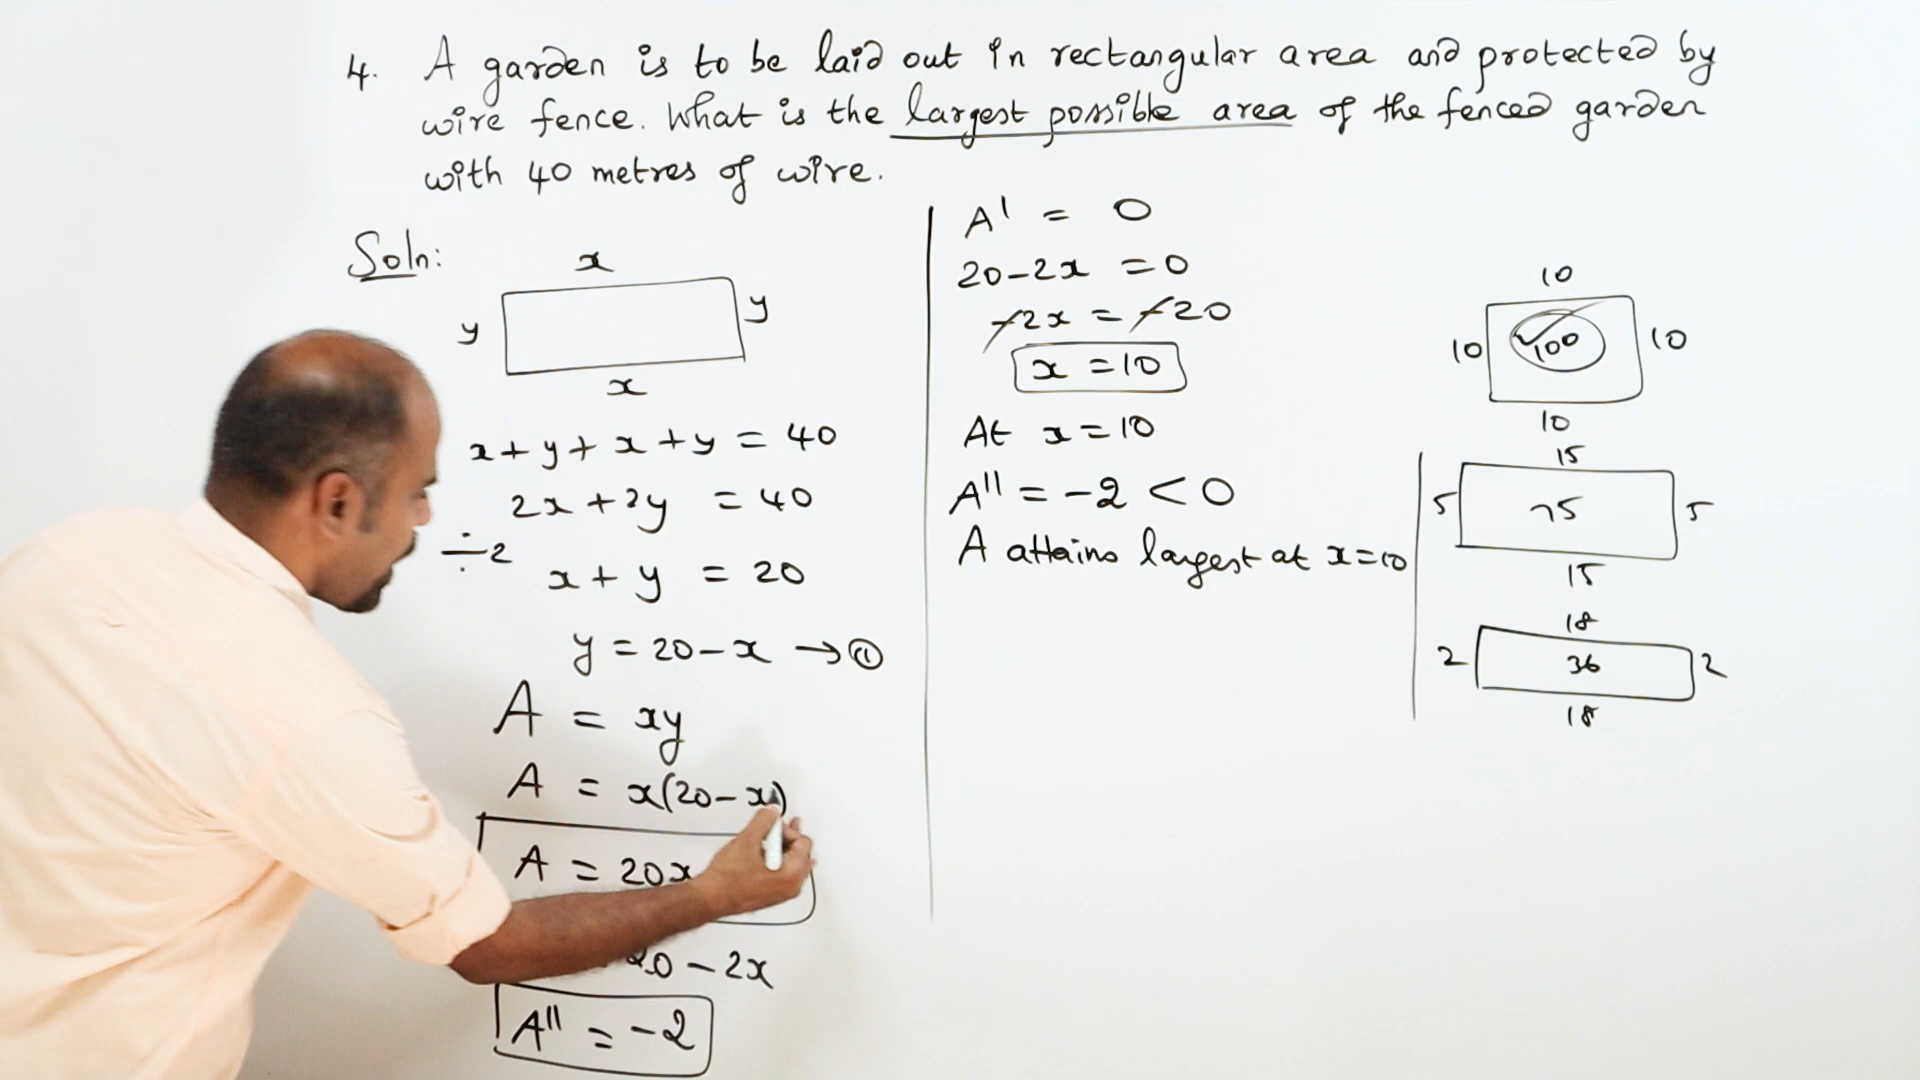 4. A garden is to be laid out in rectangular area and protected by
wire fence. What is the largest possible area of the fenced garden
with 40 metres of wire.
Soln:
x
y
y
x
x + y + x + y = 40
2x + 2y = 40
÷2
x + y = 20
y = 20 - x → ①
A = xy
A = x(20 - x)
A = 20x
20 - 2x
A'' = -2
A' = 0
20 - 2x = 0
-2x = -20
x = 10
At x = 10
A'' = -2 < 0
A attains largest at x = 10
10
10 100 10
10
15
5 75 5
15
18
2 36 2
18